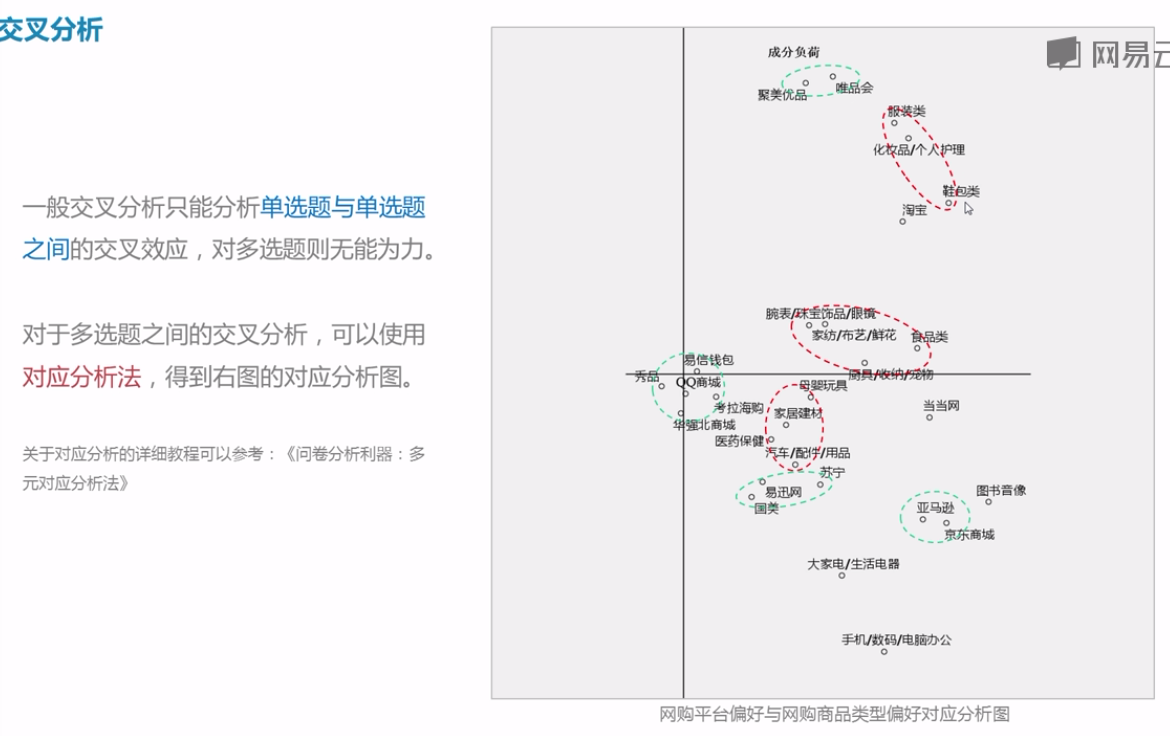 交叉分析
网易云
一般交叉分析只能分析单选题与单选题
之间的交叉效应，对多选题则无能为力。
对于多选题之间的交叉分析，可以使用
对应分析法，得到右图的对应分析图。
关于对应分析的详细教程可以参考：《问卷分析利器：多
元对应分析法》
成分负荷
唯品会
聚美优品
服装类
化妆品/个人护理
鞋包类
淘宝
腕表/珠宝饰品/眼镜
家纺/布艺/鲜花
食品类
易信钱包
厨具/收纳/宠物
秀品
QQ商城
母婴玩具
考拉海购
当当网
家居建材
华强北商城
医药保健
汽车/配件/用品
苏宁
易迅网
图书音像
国美
亚马逊
京东商城
大家电/生活电器
手机/数码/电脑办公
网购平台偏好与网购商品类型偏好对应分析图